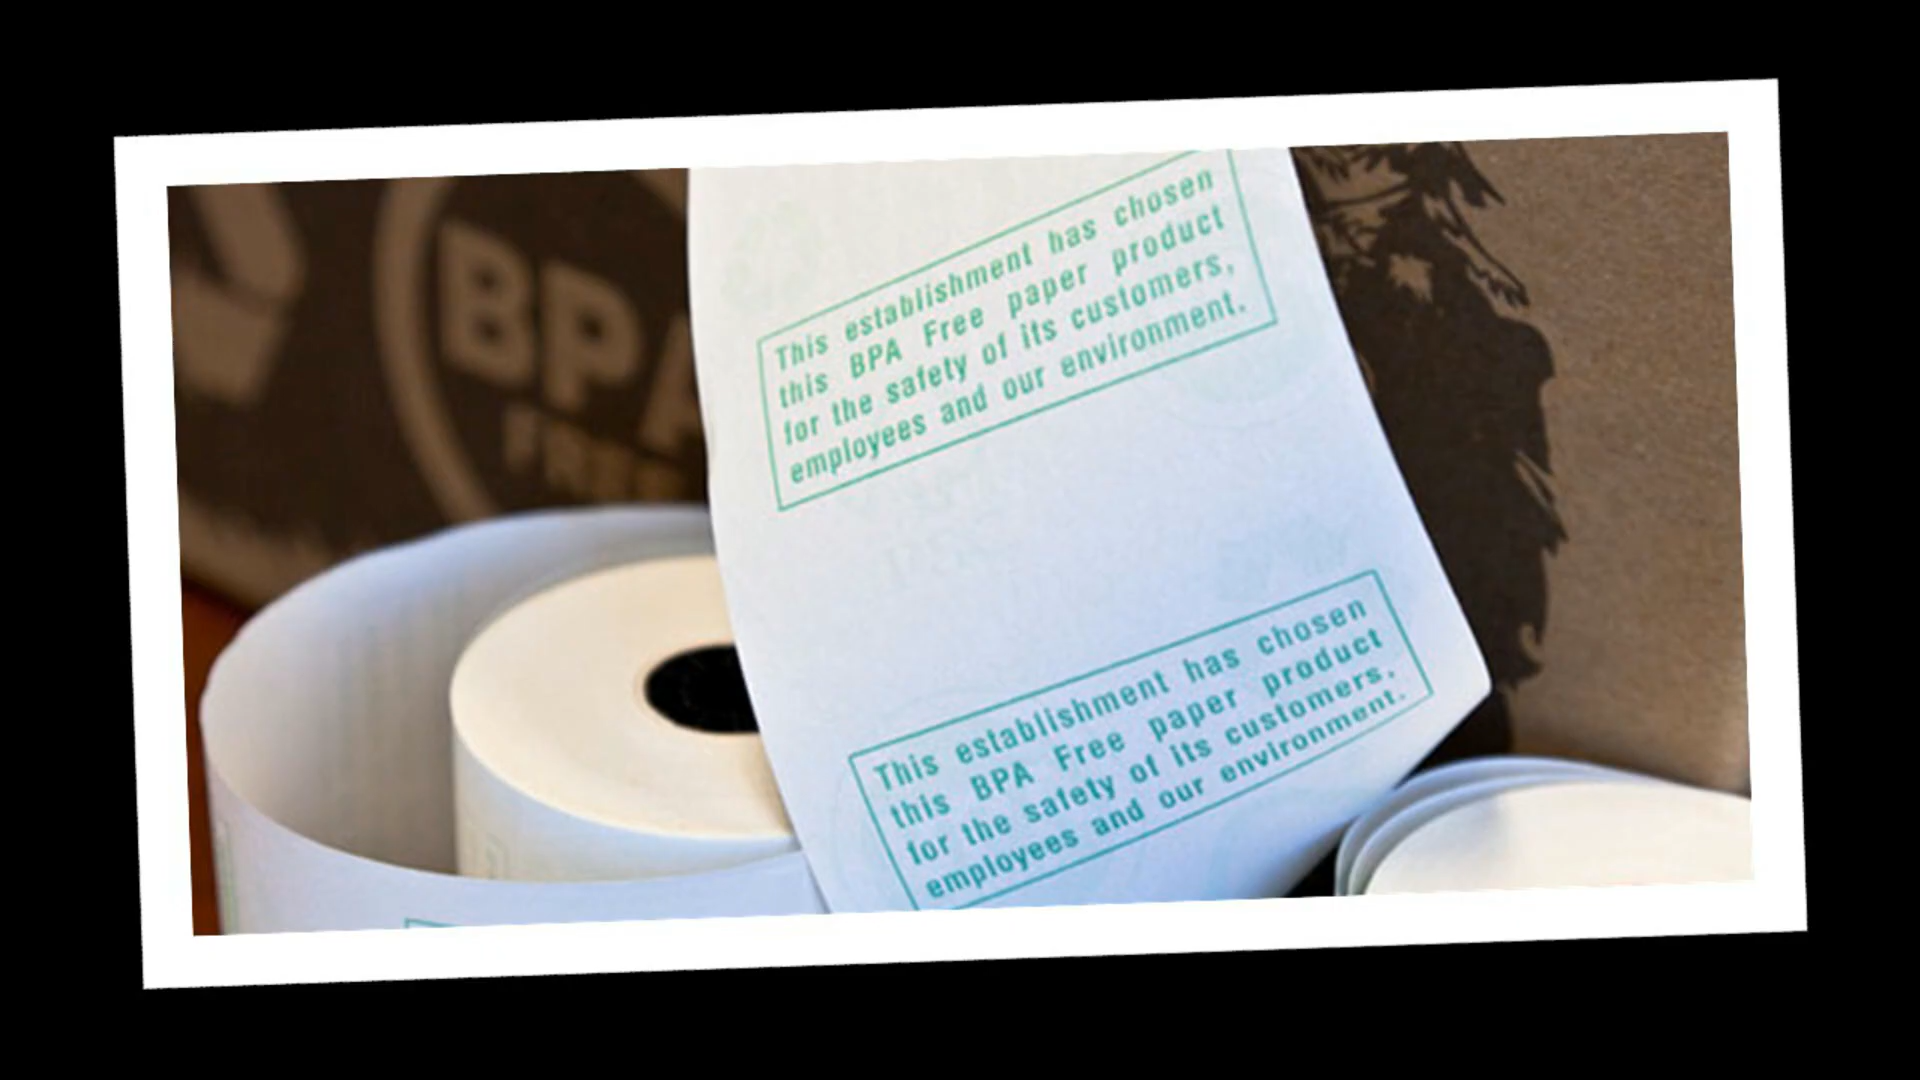 BPA
This establishment has chosen
this BPA Free paper product
for the safety of its customers,
employees and our environment.
This establishment has chosen
this BPA Free paper product
for the safety of its customers,
employees and our environment.